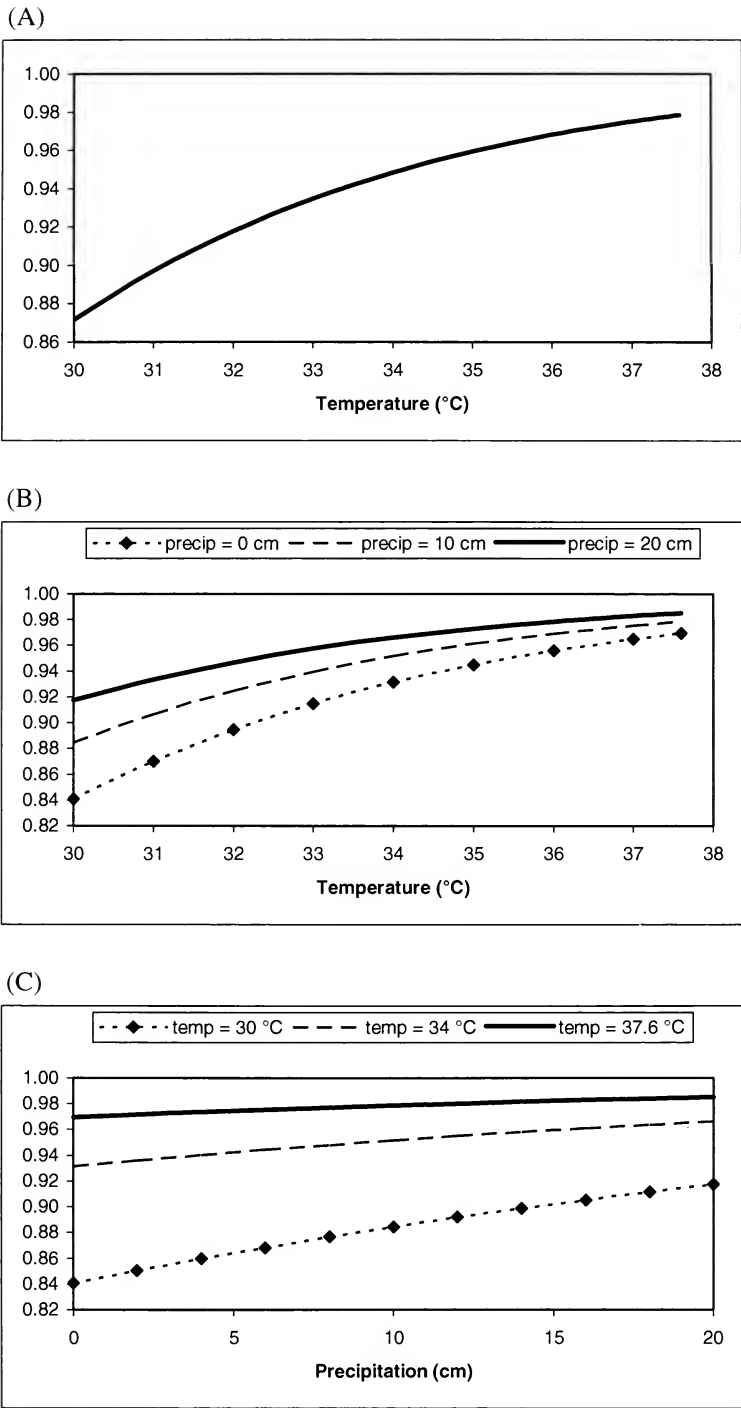 (A)
1.00
0.98
0.96
0.94
0.92
0.90
0.88
0.86
30 31 32 33 34 35 36 37 38
Temperature (°C)
(B)
precip = 0 cm precip = 10 cm precip = 20 cm
1.00
0.98
0.96
0.94
0.92
0.90
0.88
0.86
0.84
0.82
30 31 32 33 34 35 36 37 38
Temperature (°C)
(C)
temp = 30 °C temp = 34 °C temp = 37.6 °C
1.00
0.98
0.96
0.94
0.92
0.90
0.88
0.86
0.84
0.82
0 5 10 15 20
Precipitation (cm)